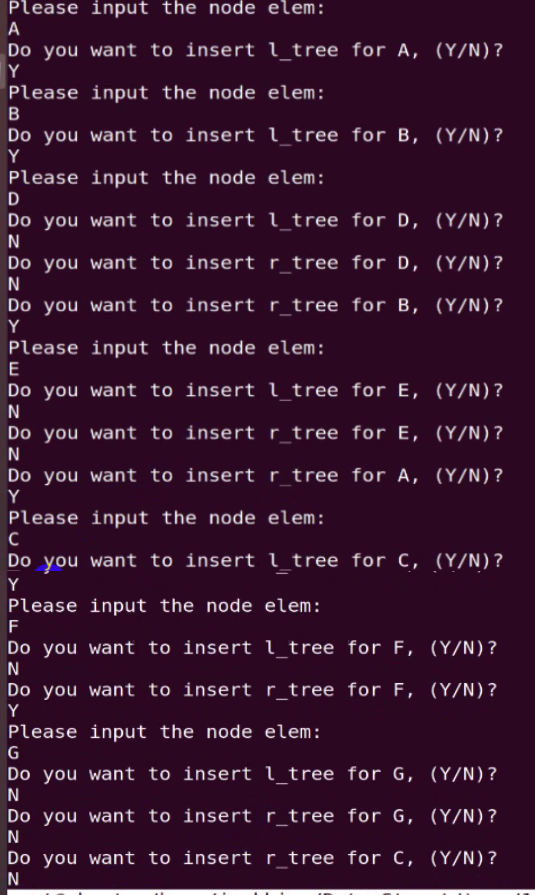 Please input the node elem:
A
Do you want to insert l_tree for A, (Y/N)?
Y
Please input the node elem:
B
Do you want to insert l_tree for B, (Y/N)?
Y
Please input the node elem:
D
Do you want to insert l_tree for D, (Y/N)?
N
Do you want to insert r_tree for D, (Y/N)?
N
Do you want to insert r_tree for B, (Y/N)?
Y
Please input the node elem:
E
Do you want to insert l_tree for E, (Y/N)?
N
Do you want to insert r_tree for E, (Y/N)?
N
Do you want to insert r_tree for A, (Y/N)?
Y
Please input the node elem:
C
Do you want to insert l_tree for C, (Y/N)?
Y
Please input the node elem:
F
Do you want to insert l_tree for F, (Y/N)?
N
Do you want to insert r_tree for F, (Y/N)?
Y
Please input the node elem:
G
Do you want to insert l_tree for G, (Y/N)?
N
Do you want to insert r_tree for G, (Y/N)?
N
Do you want to insert r_tree for C, (Y/N)?
N